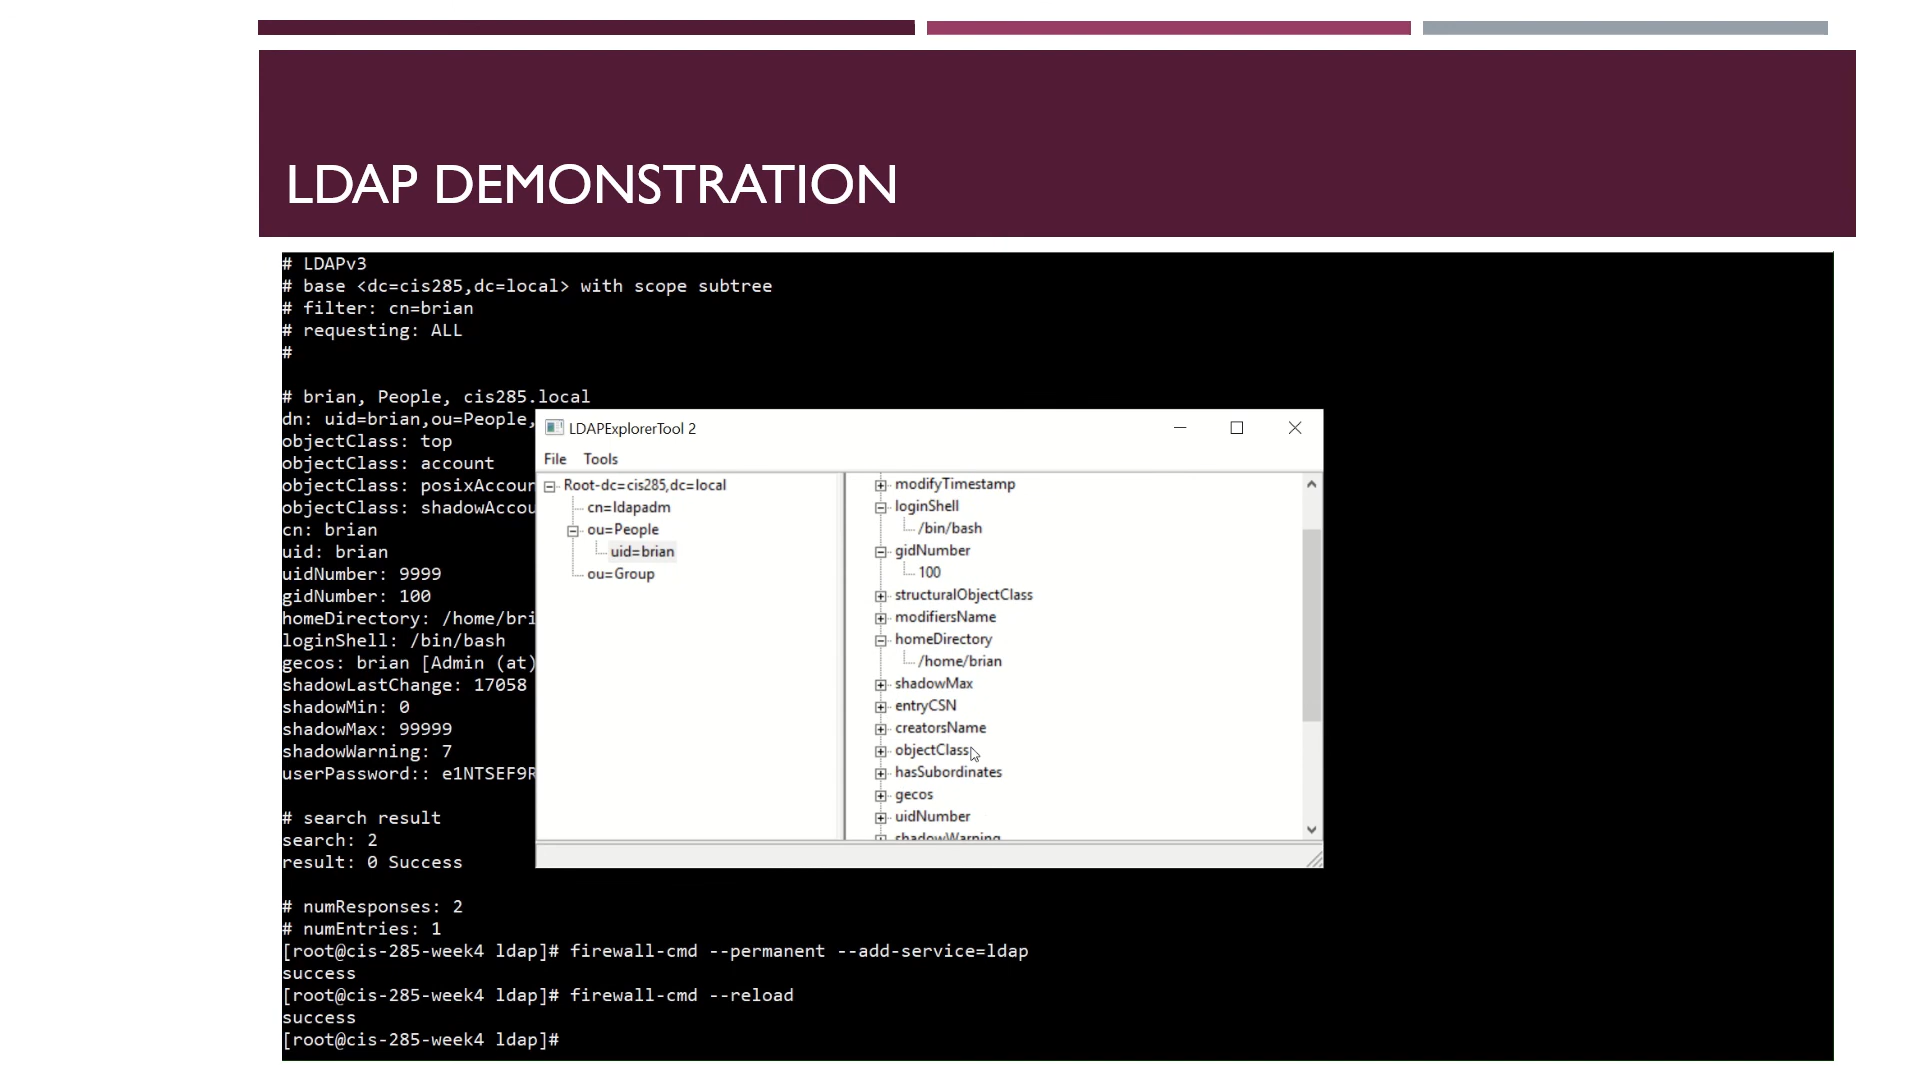 LDAP DEMONSTRATION
# LDAPv3
# base <dc=cis285,dc=local> with scope subtree
# filter: cn=brian
# requesting: ALL
#
# brian, People, cis285.local
dn: uid=brian,ou=People,
objectClass: top
objectClass: account
objectClass: posixAccoun
objectClass: shadowAccou
cn: brian
uid: brian
uidNumber: 9999
gidNumber: 100
homeDirectory: /home/bri
loginShell: /bin/bash
gecos: brian [Admin (at)
shadowLastChange: 17058
shadowMin: 0
shadowMax: 99999
shadowWarning: 7
userPassword:: e1NTSEF9R
# search result
search: 2
result: 0 Success
# numResponses: 2
# numEntries: 1
[root@cis-285-week4 ldap]# firewall-cmd --permanent --add-service=ldap
success
[root@cis-285-week4 ldap]# firewall-cmd --reload
success
[root@cis-285-week4 ldap]#
LDAPExplorerTool 2
File Tools
Root-dc=cis285,dc=local
cn=ldapadm
ou=People
uid=brian
ou=Group
modifyTimestamp
loginShell
/bin/bash
gidNumber
100
structuralObjectClass
modifiersName
homeDirectory
/home/brian
shadowMax
entryCSN
creatorsName
objectClass
hasSubordinates
gecos
uidNumber
shadowWarning